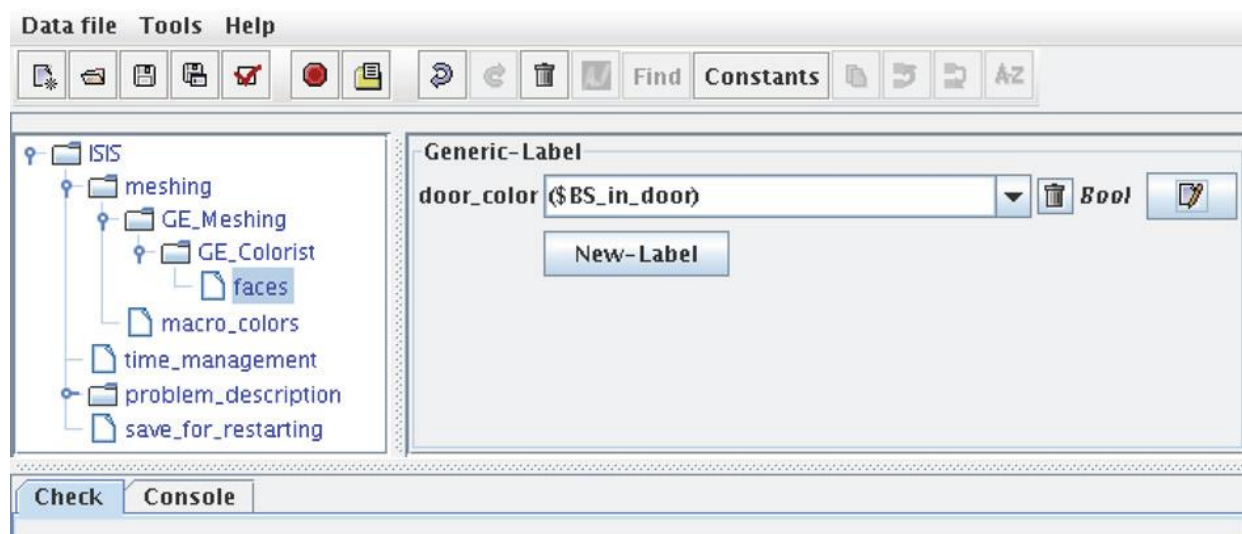 Data file Tools Help
Find Constants A-Z
ISIS
meshing
GE_Meshing
GE_Colorist
faces
macro_colors
time_management
problem_description
save_for_restarting
Generic-Label
door_color ($BS_in_door) Bool
New-Label
Check Console